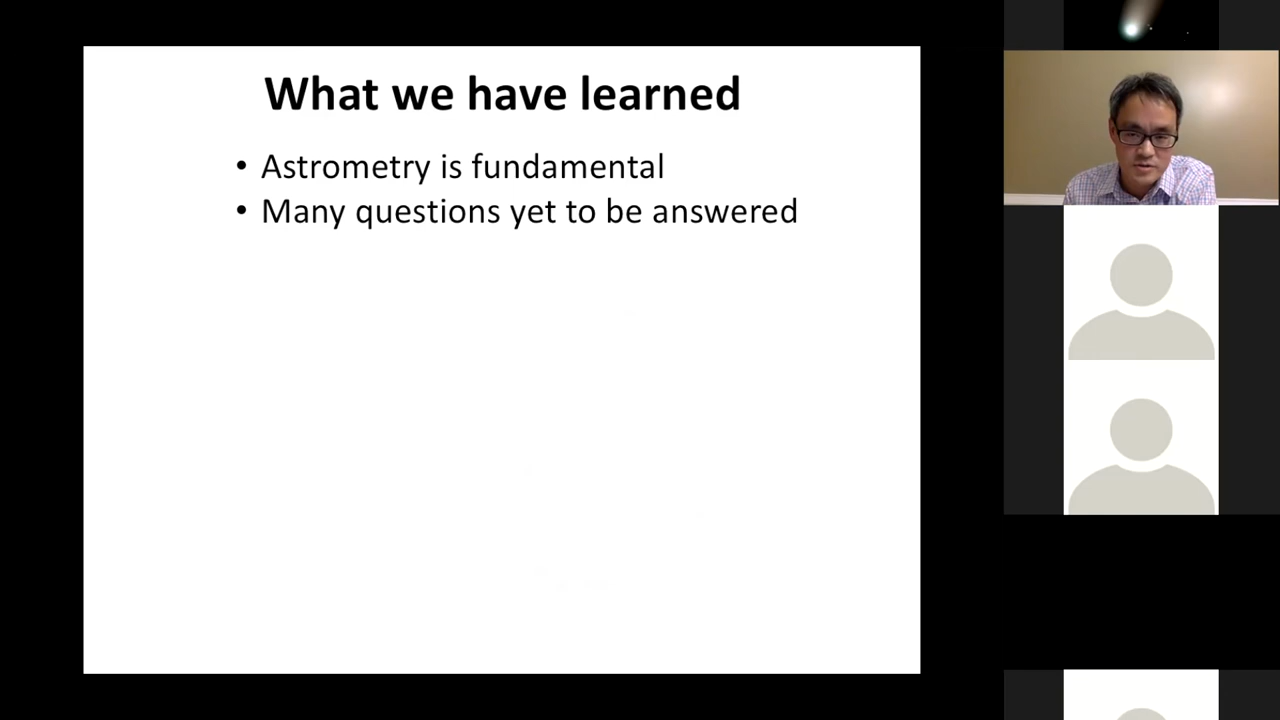 What we have learned
• Astrometry is fundamental
• Many questions yet to be answered